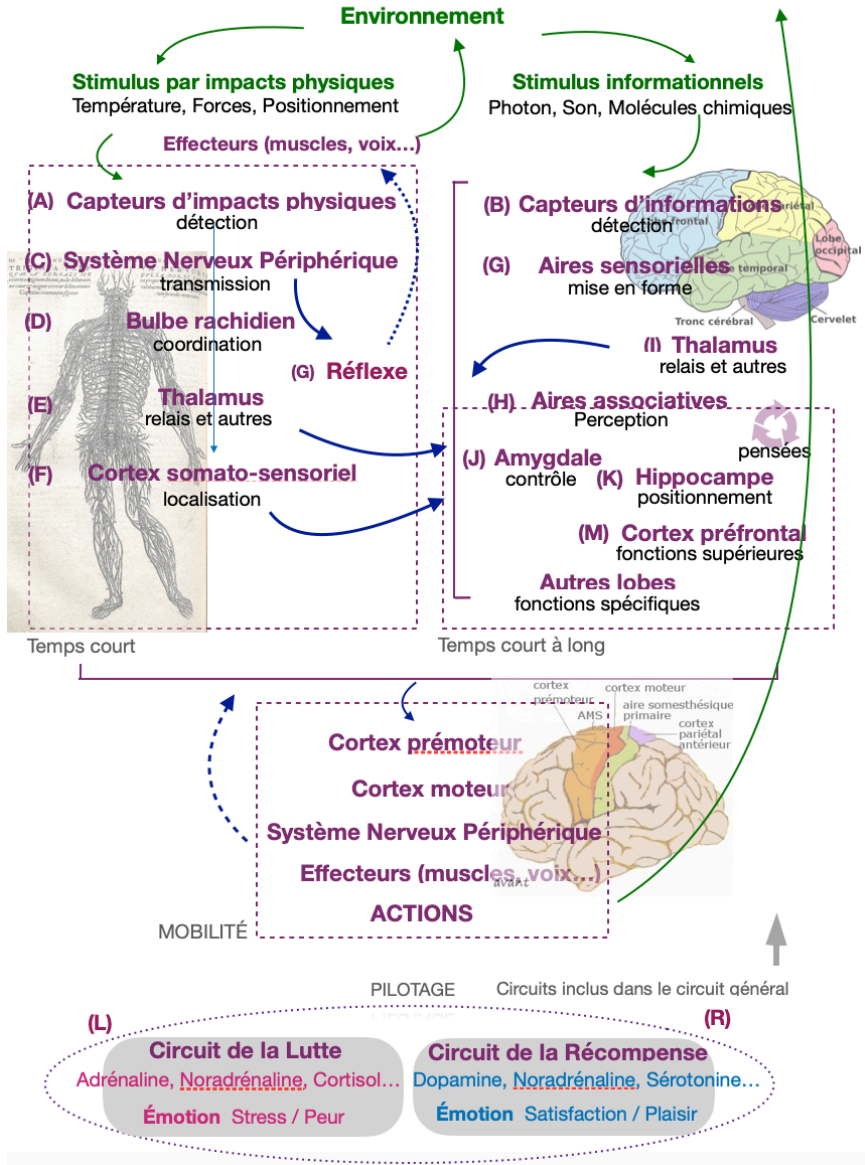 Environnement
Stimulus par impacts physiques
Température, Forces, Positionnement
Stimulus informationnels
Photon, Son, Molécules chimiques
Effecteurs (muscles, voix…)
(A) Capteurs d'impacts physiques
détection
(C) Système Nerveux Périphérique
transmission
(D) Bulbe rachidien
coordination
(G) Réflexe
(E) Thalamus
relais et autres
(F) Cortex somato-sensoriel
localisation
Temps court
(B) Capteurs d'informations
détection
(G) Aires sensorielles
mise en forme
frontal
temporal
Lobe
occipital
Tronc cérébral
Cervelet
(I) Thalamus
relais et autres
(H) Aires associatives
Perception
pensées
(J) Amygdale
contrôle
(K) Hippocampe
positionnement
(M) Cortex préfrontal
fonctions supérieures
Autres lobes
fonctions spécifiques
Temps court à long
cortex
prémoteur
cortex moteur
AMS
aire somesthésique
primaire
cortex
pariétal
antérieur
Cortex prémoteur
Cortex moteur
Système Nerveux Périphérique
Effecteurs (muscles, voix…)
avant
ACTIONS
MOBILITÉ
PILOTAGE
Circuits inclus dans le circuit général
(L)
(R)
Circuit de la Lutte
Adrénaline, Noradrénaline, Cortisol…
Émotion Stress / Peur
Circuit de la Récompense
Dopamine, Noradrénaline, Sérotonine…
Émotion Satisfaction / Plaisir